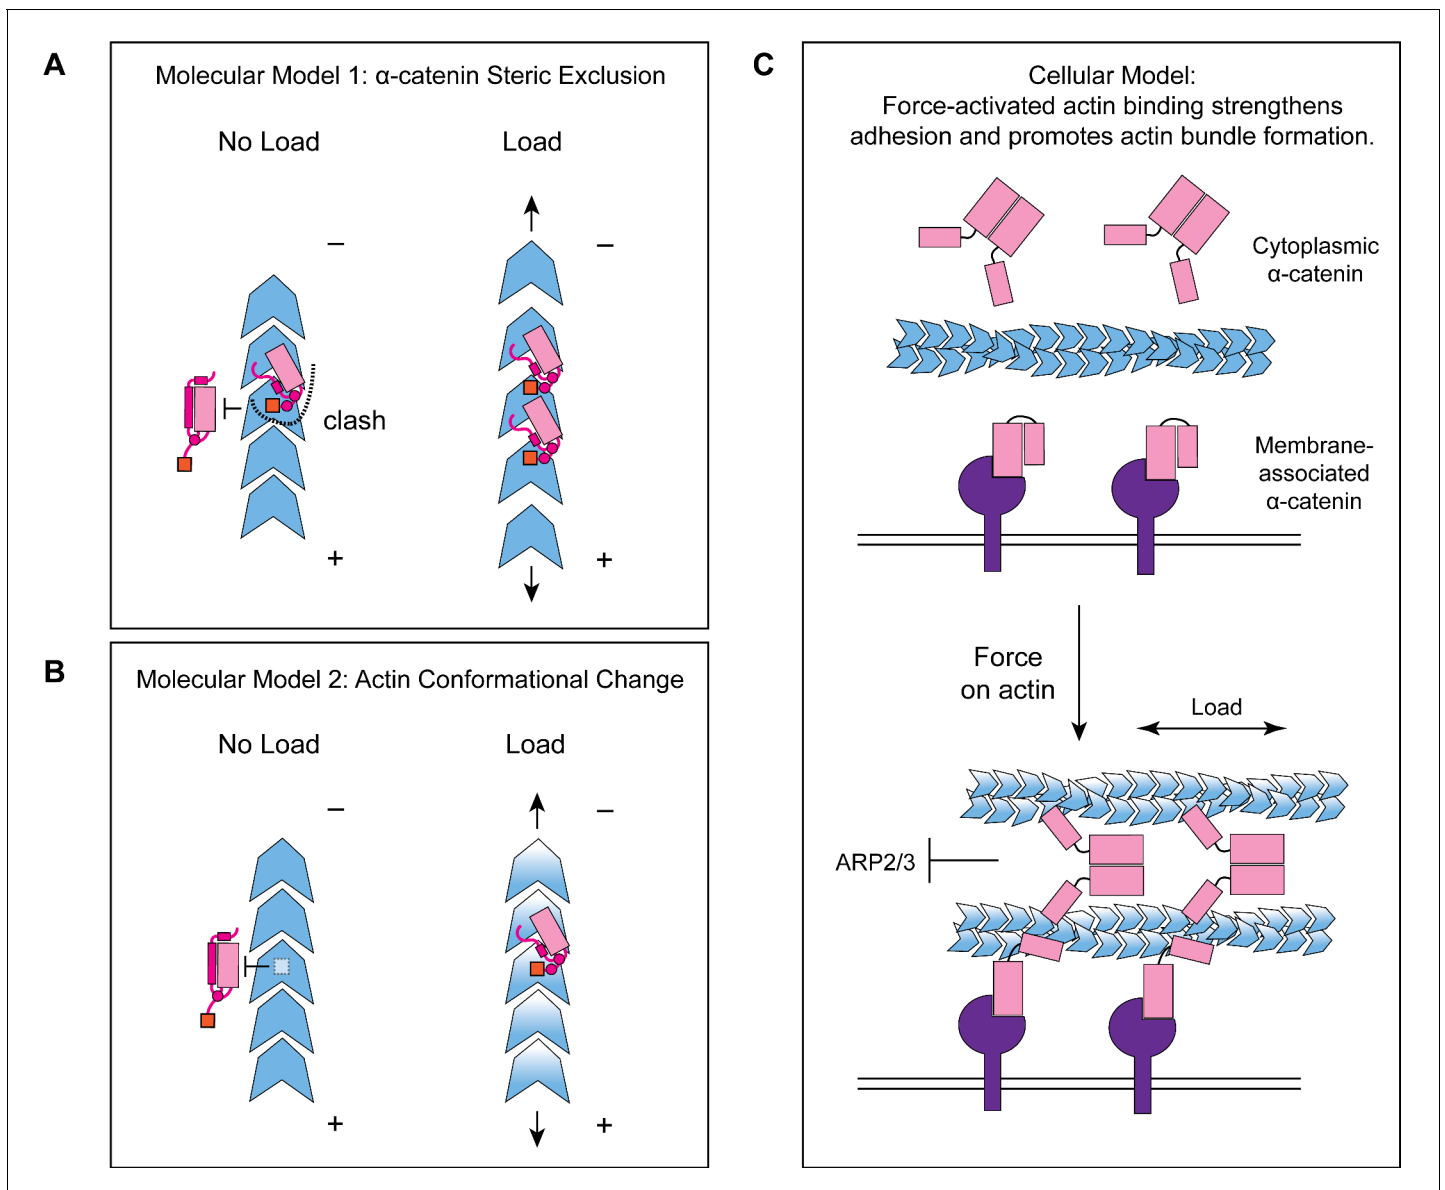 A
Molecular Model 1: α-catenin Steric Exclusion
No Load
Load
–
–
clash
+
+
B
Molecular Model 2: Actin Conformational Change
No Load
Load
–
–
+
+
C
Cellular Model:
Force-activated actin binding strengthens
adhesion and promotes actin bundle formation.
Cytoplasmic
α-catenin
Membrane-
associated
α-catenin
Force
on actin
Load
ARP2/3